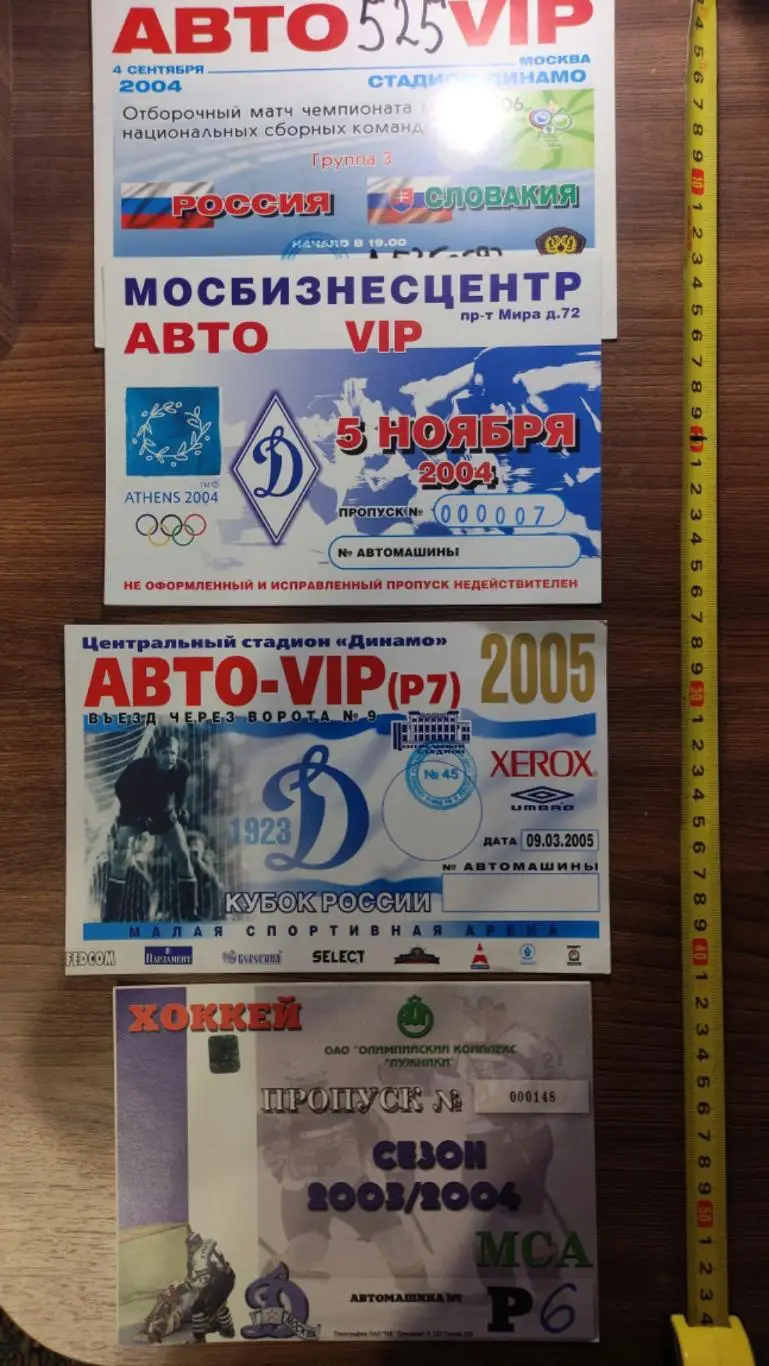 АВТО 525 VIP
4 СЕНТЯБРЯ
2004
МОСКВА
СТАДИОН ДИНАМО
Отборочный матч чемпионата
национальных сборных команд
Группа 3
РОССИЯ
СЛОВАКИЯ
НАЧАЛО В 19.00
МОСБИЗНЕСЦЕНТР
пр-т Мира д.72
АВТО VIP
5 НОЯБРЯ
2004
ATHENS 2004
ПРОПУСК № 000007
№ АВТОМАШИНЫ
НЕ ОФОРМЛЕННЫЙ И ИСПРАВЛЕННЫЙ ПРОПУСК НЕДЕЙСТВИТЕЛЕН
Центральный стадион «Динамо»
АВТО-VIP (Р7) 2005
ВЪЕЗД ЧЕРЕЗ ВОРОТА № 9
№ 45
XEROX
UMBRO
1923
Д
ДАТА 09.03.2005
№ АВТОМАШИНЫ
КУБОК РОССИИ
МАЛАЯ СПОРТИВНАЯ АРЕНА
FEDCOM
ПАРЛАМЕНТ
SELECT
ХОККЕЙ
ОАО "ОЛИМПИЙСКИЙ КОМПЛЕКС
"ЛУЖНИКИ"
ПРОПУСК № 000148
СЕЗОН
2003/2004
МСА
АВТОМАШИНА №
Р6
МОСКВА